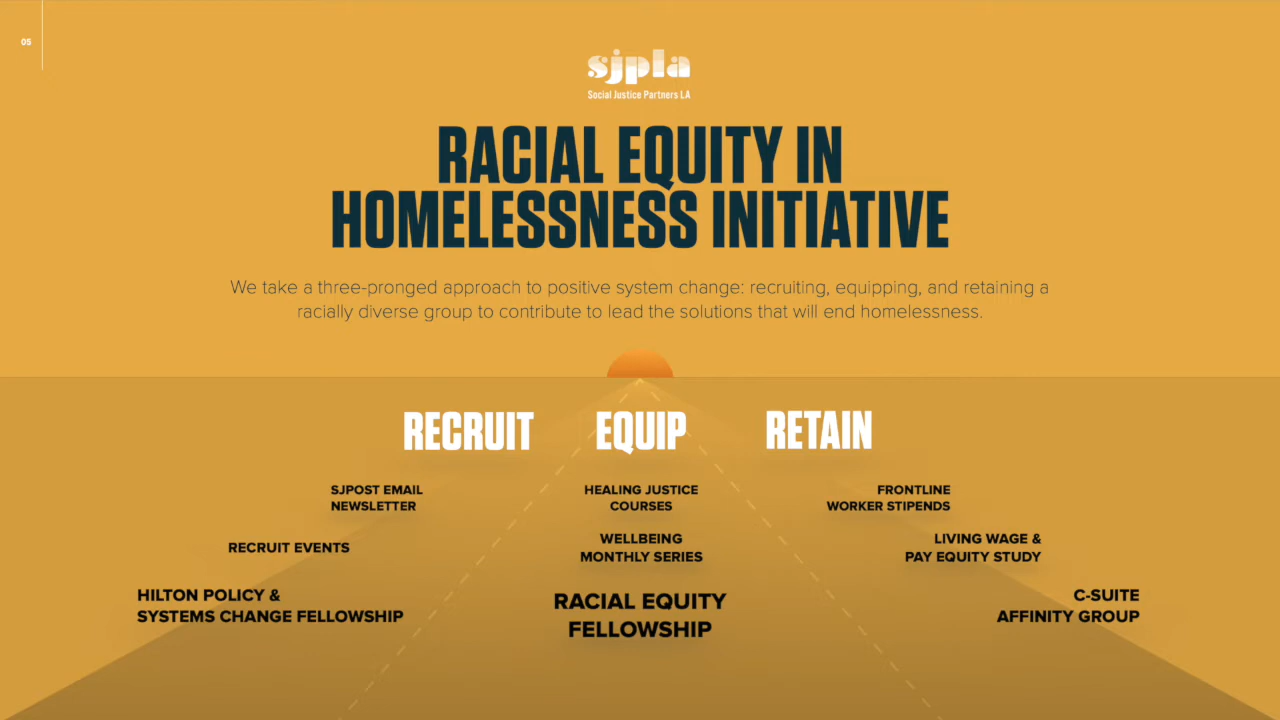 05
sjpla
Social Justice Partners LA
RACIAL EQUITY IN
HOMELESSNESS INITIATIVE
We take a three-pronged approach to positive system change: recruiting, equipping, and retaining a
racially diverse group to contribute to lead the solutions that will end homelessness.
RECRUIT
SJPOST EMAIL
NEWSLETTER
RECRUIT EVENTS
HILTON POLICY &
SYSTEMS CHANGE FELLOWSHIP
EQUIP
HEALING JUSTICE
COURSES
WELLBEING
MONTHLY SERIES
RACIAL EQUITY
FELLOWSHIP
RETAIN
FRONTLINE
WORKER STIPENDS
LIVING WAGE &
PAY EQUITY STUDY
C-SUITE
AFFINITY GROUP